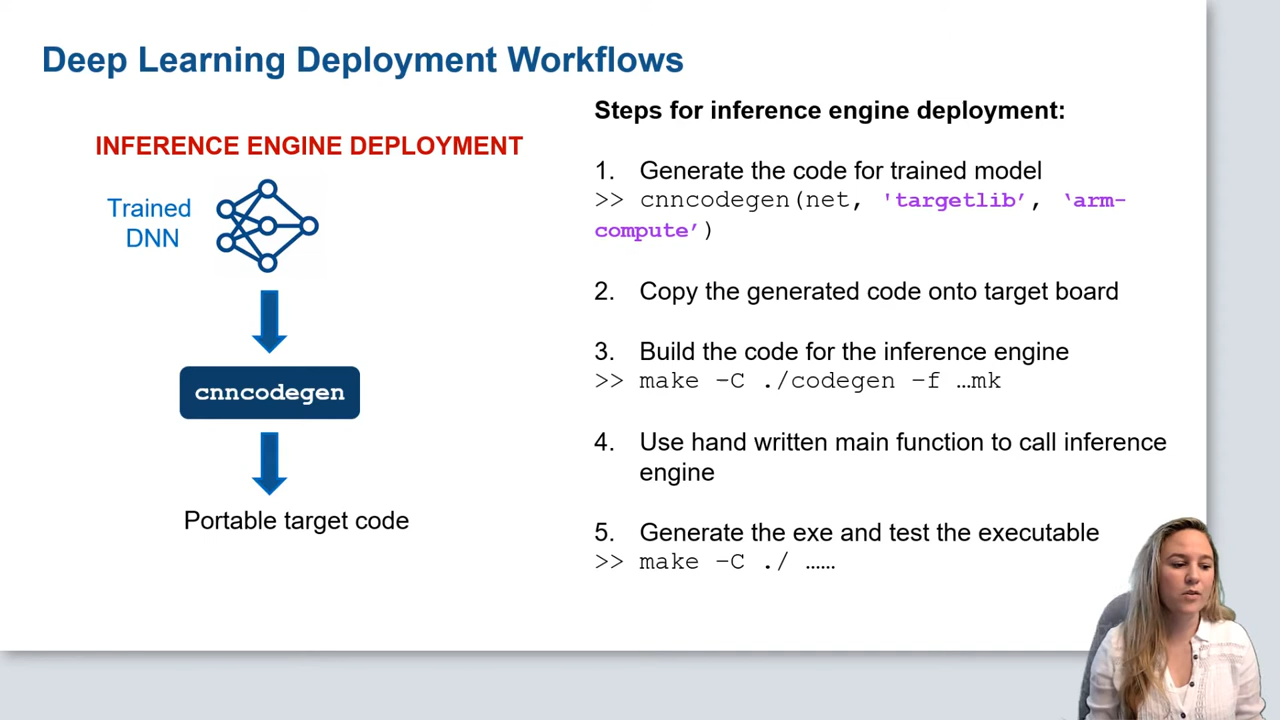 Deep Learning Deployment Workflows
INFERENCE ENGINE DEPLOYMENT
Trained
DNN
cnncodegen
Portable target code
Steps for inference engine deployment:
1. Generate the code for trained model
>> cnncodegen(net, 'targetlib’, ‘arm-
compute’)
2. Copy the generated code onto target board
3. Build the code for the inference engine
>> make –C ./codegen –f …mk
4. Use hand written main function to call inference
engine
5. Generate the exe and test the executable
>> make –C ./ ……